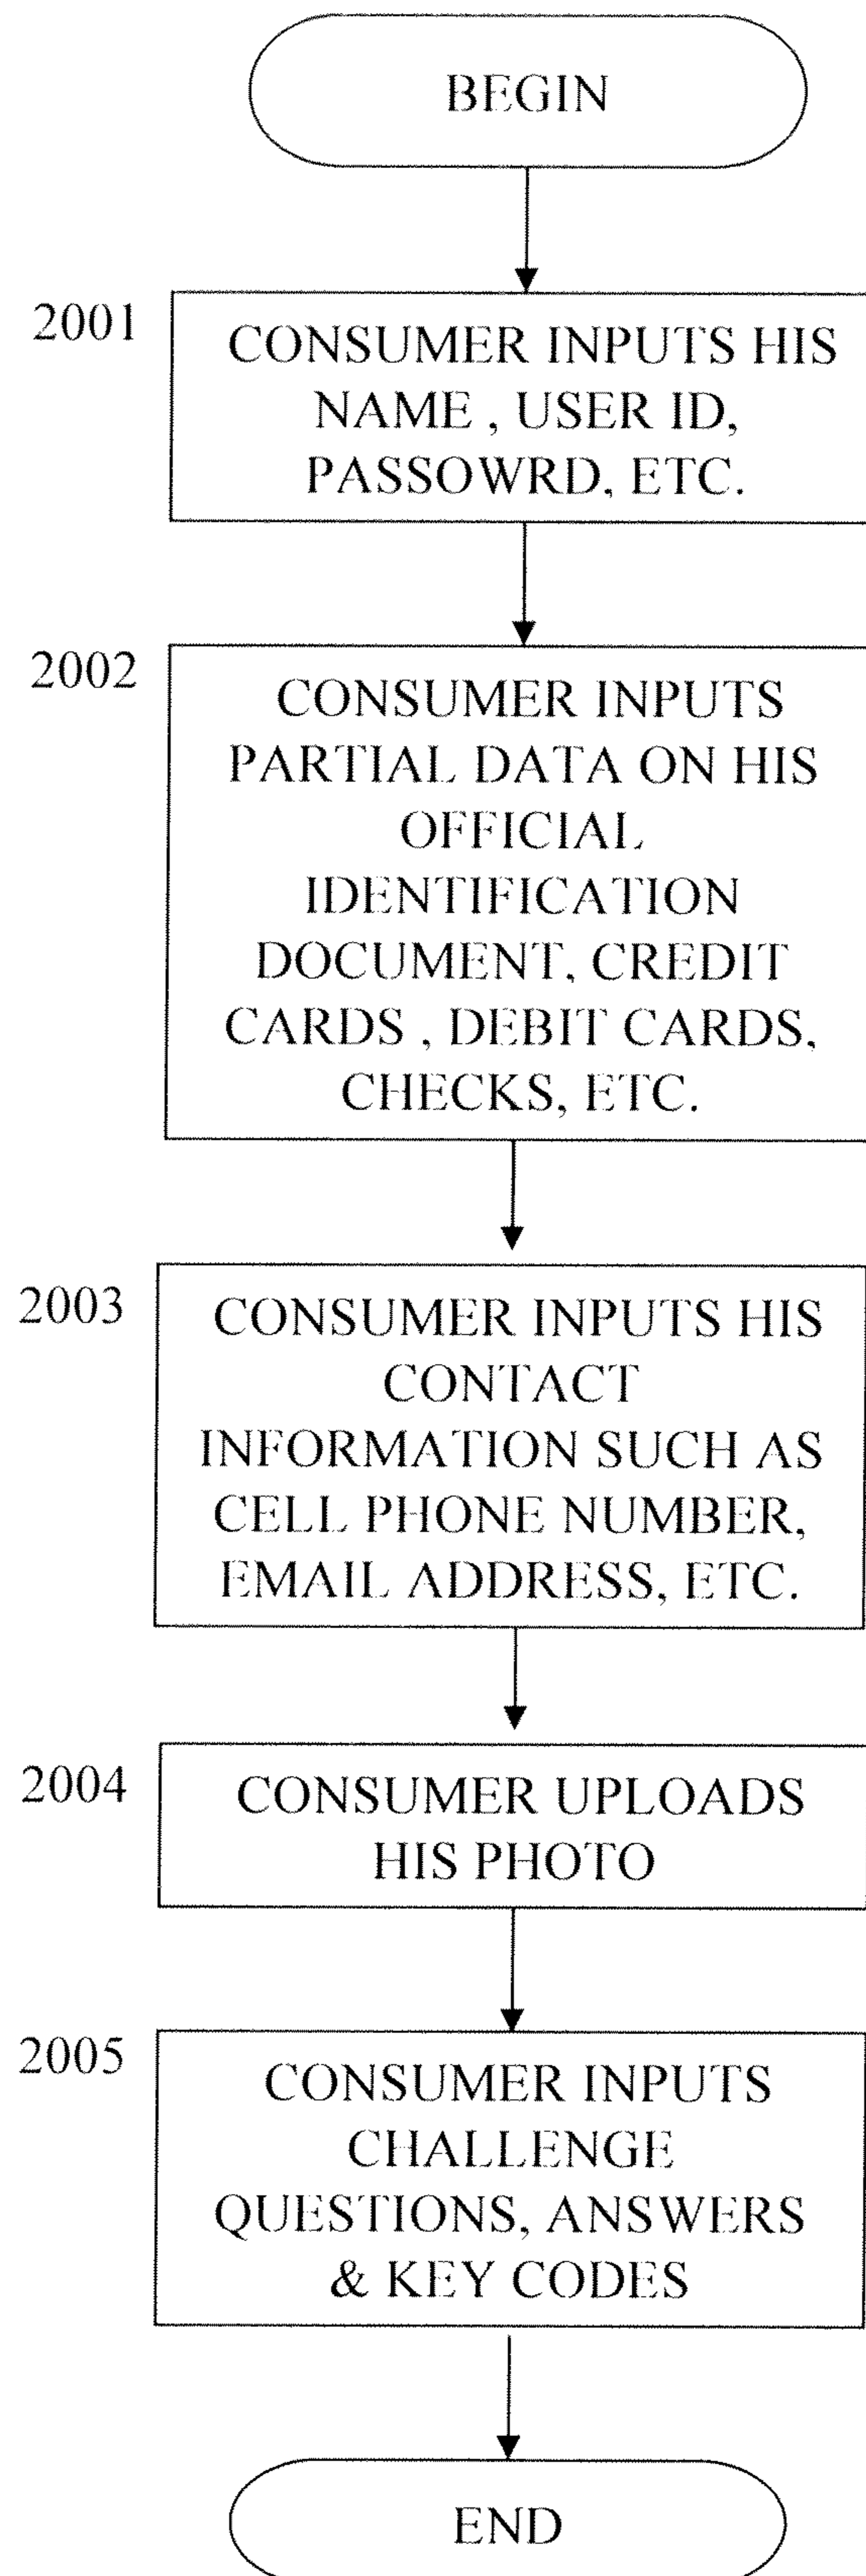 BEGIN
2001
CONSUMER INPUTS HIS
NAME , USER ID,
PASSOWRD, ETC.
2002
CONSUMER INPUTS
PARTIAL DATA ON HIS
OFFICIAL
IDENTIFICATION
DOCUMENT, CREDIT
CARDS , DEBIT CARDS,
CHECKS, ETC.
2003
CONSUMER INPUTS HIS
CONTACT
INFORMATION SUCH AS
CELL PHONE NUMBER,
EMAIL ADDRESS, ETC.
2004
CONSUMER UPLOADS
HIS PHOTO
2005
CONSUMER INPUTS
CHALLENGE
QUESTIONS, ANSWERS
& KEY CODES
END